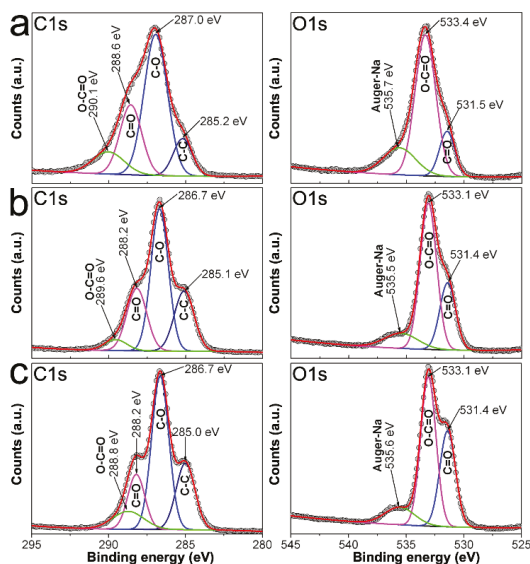 a
C1s
287.0 eV
288.6 eV
O-C=O
290.1 eV
C=O
C-O
C-C
285.2 eV
Counts (a.u.)
O1s
533.4 eV
Auger-Na
535.7 eV
O-C=O
531.5 eV
C=O
Counts (a.u.)
b
C1s
286.7 eV
288.2 eV
O-C=O
289.6 eV
C=O
C-O
C-C
285.1 eV
Counts (a.u.)
O1s
533.1 eV
Auger-Na
535.5 eV
O-C=O
531.4 eV
C=O
Counts (a.u.)
c
C1s
286.7 eV
288.2 eV
O-C=O
288.8 eV
C=O
C-O
C-C
285.0 eV
Counts (a.u.)
295 290 285 280
Binding energy (eV)
O1s
533.1 eV
Auger-Na
535.6 eV
O-C=O
531.4 eV
C=O
Counts (a.u.)
545 540 535 530 525
Binding energy (eV)